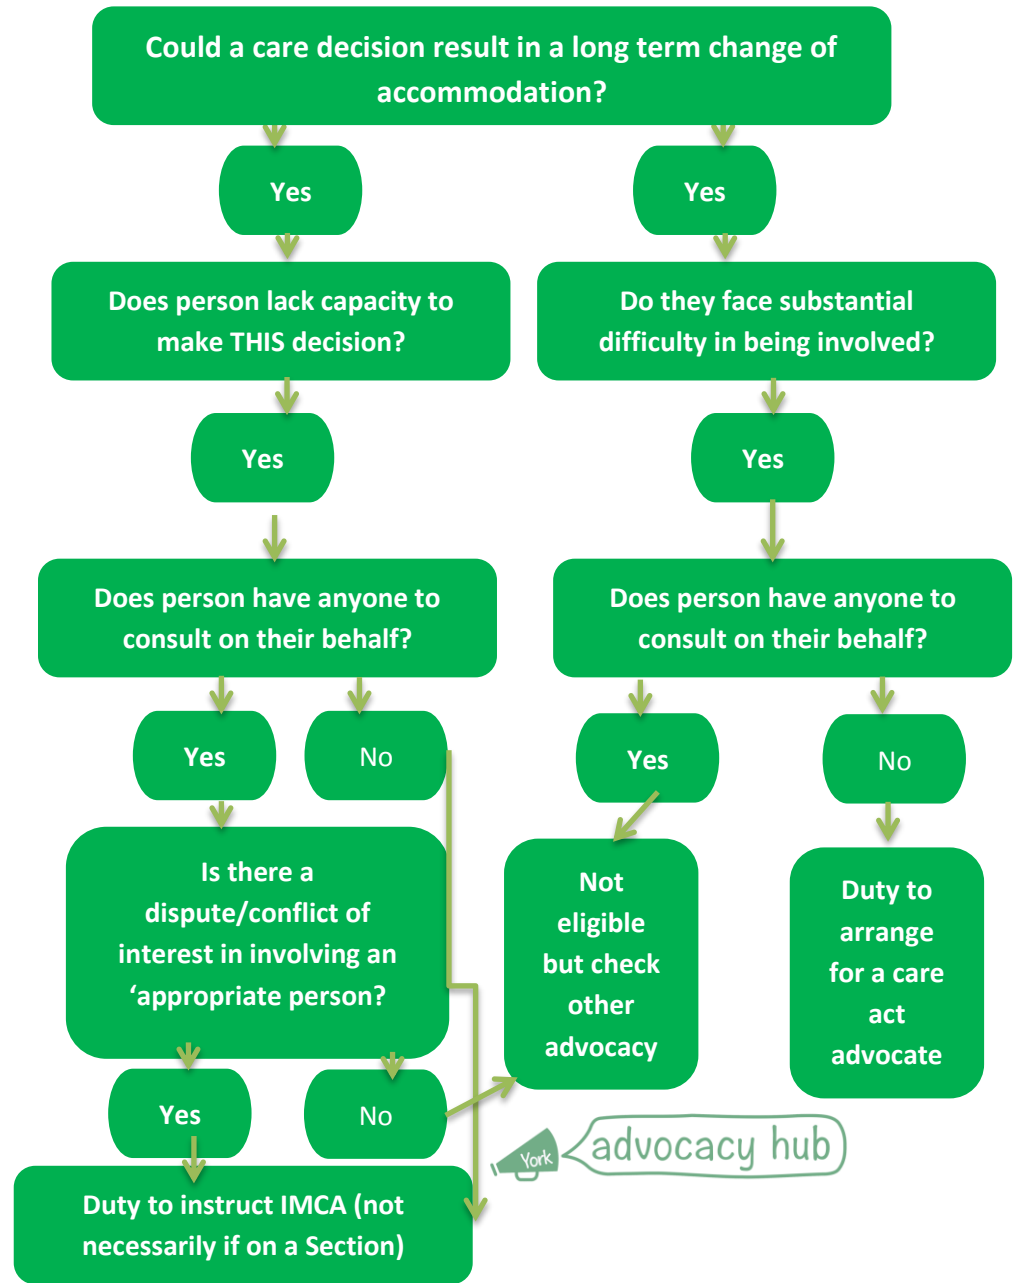 Could a care decision result in a long term change of
accommodation?
Yes
Yes
Does person lack capacity to
make THIS decision?
Do they face substantial
difficulty in being involved?
Yes
Yes
Does person have anyone to
consult on their behalf?
Does person have anyone to
consult on their behalf?
Yes
No
Yes
No
Is there a
dispute/conflict of
interest in involving an
‘appropriate person?
Not
eligible
but check
other
advocacy
Duty to
arrange
for a care
act
advocate
Yes
No
York
advocacy hub
Duty to instruct IMCA (not
necessarily if on a Section)